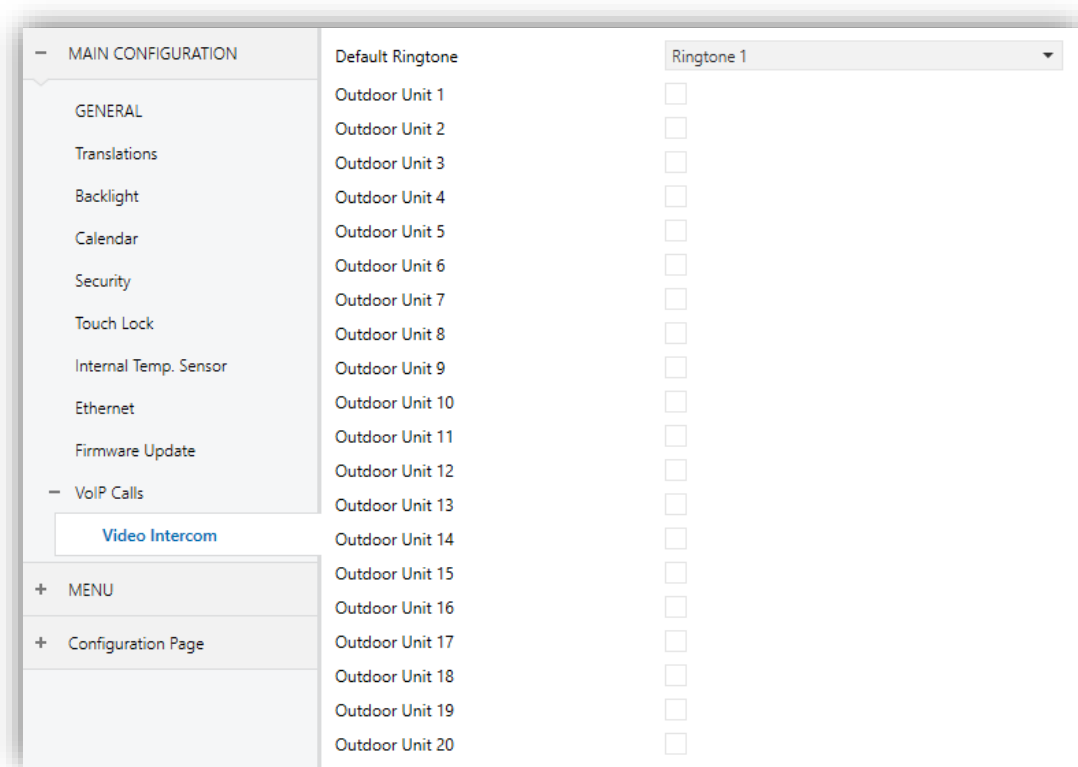 MAIN CONFIGURATION
GENERAL
Translations
Backlight
Calendar
Security
Touch Lock
Internal Temp. Sensor
Ethernet
Firmware Update
VoIP Calls
Video Intercom
MENU
Configuration Page
Default Ringtone Ringtone 1
Outdoor Unit 1
Outdoor Unit 2
Outdoor Unit 3
Outdoor Unit 4
Outdoor Unit 5
Outdoor Unit 6
Outdoor Unit 7
Outdoor Unit 8
Outdoor Unit 9
Outdoor Unit 10
Outdoor Unit 11
Outdoor Unit 12
Outdoor Unit 13
Outdoor Unit 14
Outdoor Unit 15
Outdoor Unit 16
Outdoor Unit 17
Outdoor Unit 18
Outdoor Unit 19
Outdoor Unit 20